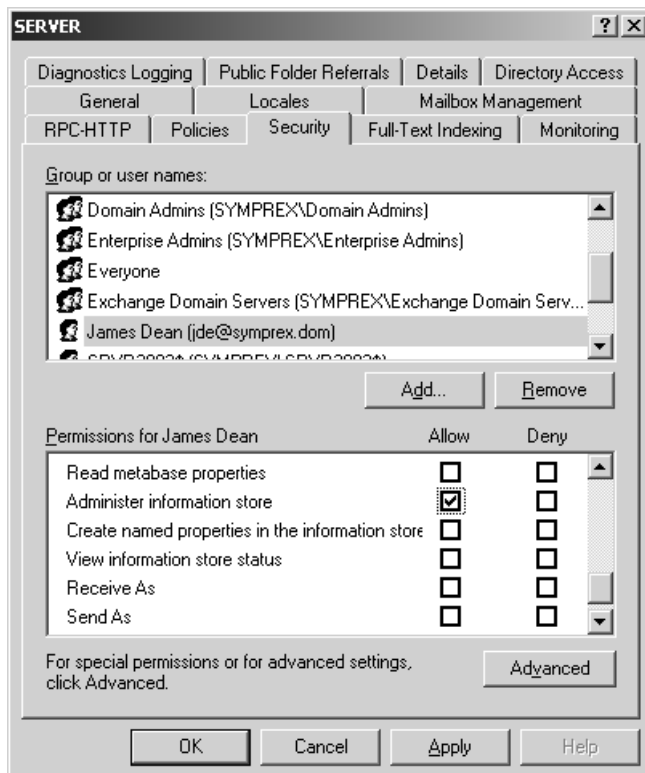 SERVER
Diagnostics Logging Public Folder Referrals Details Directory Access
General Locales Mailbox Management
RPC-HTTP Policies Security Full-Text Indexing Monitoring
Group or user names:
Domain Admins (SYMPREX\Domain Admins)
Enterprise Admins (SYMPREX\Enterprise Admins)
Everyone
Exchange Domain Servers (SYMPREX\Exchange Domain Serv...
James Dean (jde@symprex.dom)
Add... Remove
Permissions for James Dean Allow Deny
Read metabase properties
Administer information store
Create named properties in the information store
View information store status
Receive As
Send As
For special permissions or for advanced settings,
click Advanced.
Advanced
OK Cancel Apply Help